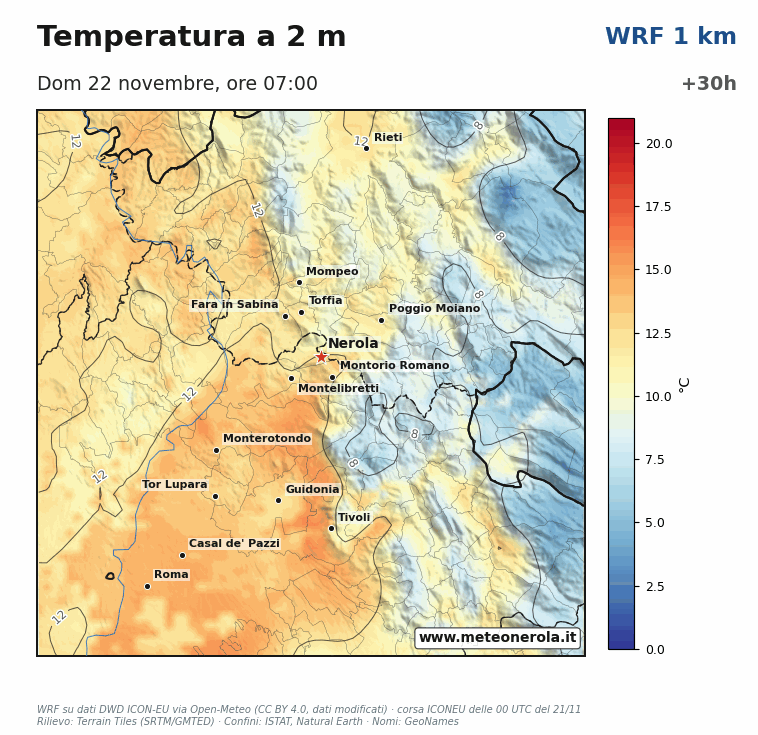 Temperatura a 2 m
WRF 1 km
Dom 22 novembre, ore 07:00
+30h
Rieti
12
12
8
12
8
8
Mompeo
Toffia
Fara in Sabina
Poggio Moiano
Nerola
Montorio Romano
Montelibretti
12
8
8
12
Monterotondo
Tor Lupara
Guidonia
Tivoli
Casal de' Pazzi
Roma
12
www.meteonerola.it
20.0
17.5
15.0
12.5
10.0
7.5
5.0
2.5
0.0
°C
WRF su dati DWD ICON-EU via Open-Meteo (CC BY 4.0, dati modificati) · corsa ICONEU delle 00 UTC del 21/11
Rilievo: Terrain Tiles (SRTM/GMTED) · Confini: ISTAT, Natural Earth · Nomi: GeoNames